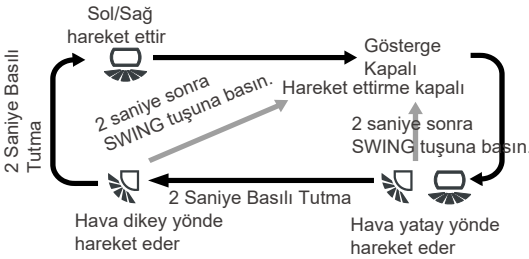 Sol/Sağ
hareket ettir
Gösterge
Kapalı
Hareket ettirme kapalı
2 Saniye Basılı
Tutma
2 saniye sonra
SWING tuşuna basın.
2 saniye sonra
SWING tuşuna basın.
2 Saniye Basılı Tutma
Hava dikey yönde
hareket eder
Hava yatay yönde
hareket eder